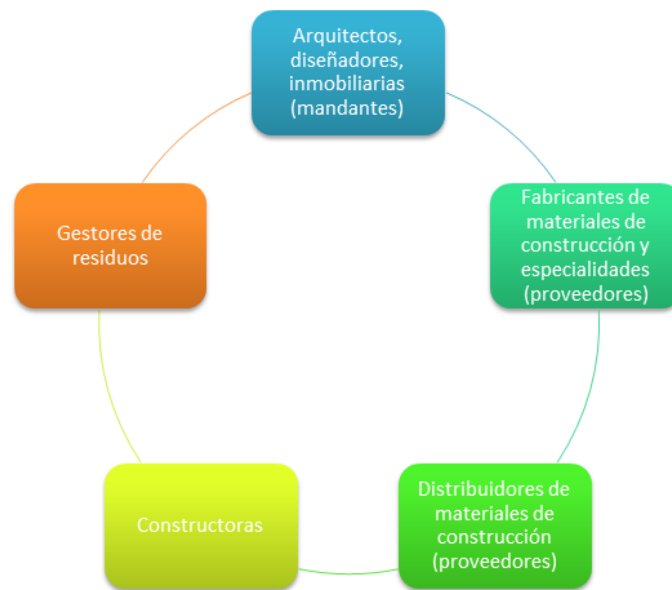 Arquitectos,
diseñadores,
inmobiliarias
(mandantes)
Fabricantes de
materiales de
construcción y
especialidades
(proveedores)
Distribuidores de
materiales de
construcción
(proveedores)
Constructoras
Gestores de
residuos